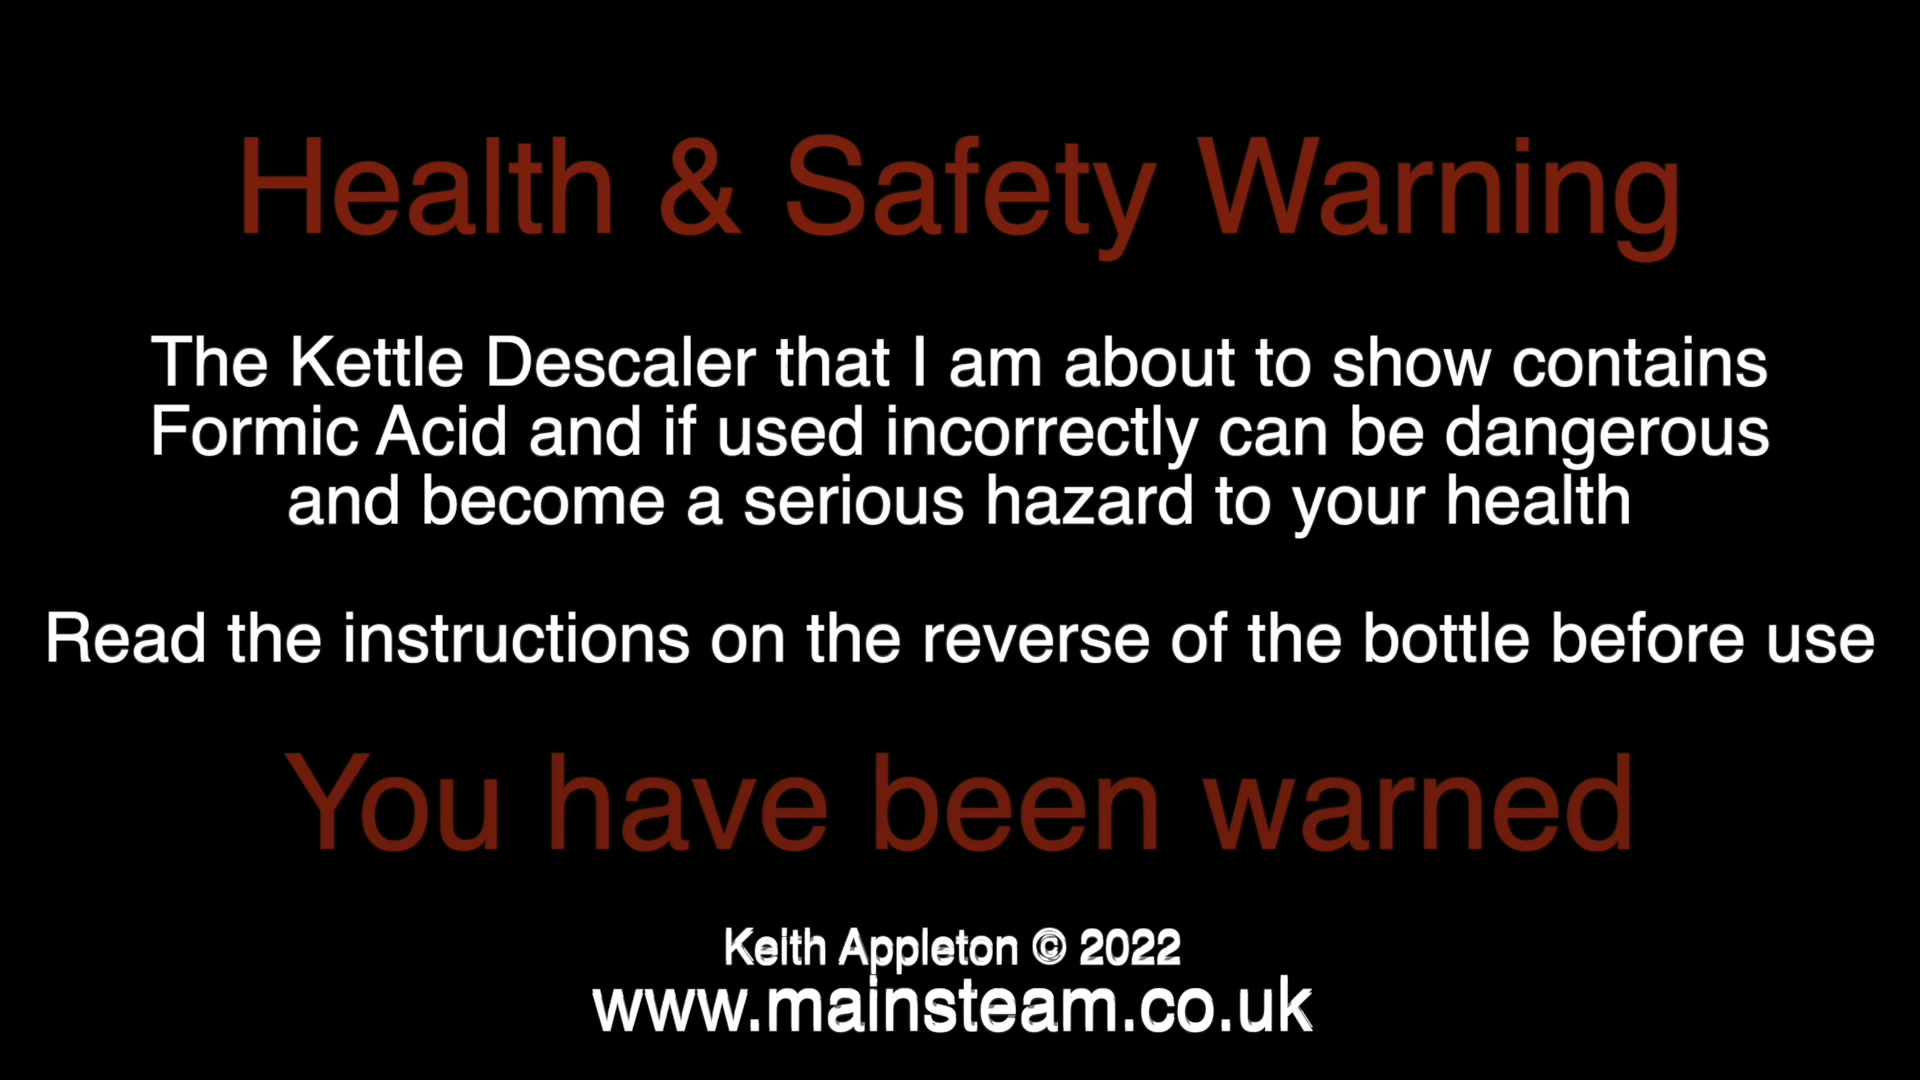 Health & Safety Warning
The Kettle Descaler that I am about to show contains
Formic Acid and if used incorrectly can be dangerous
and become a serious hazard to your health
Read the instructions on the reverse of the bottle before use
You have been warned
Keith Appleton © 2022
www.mainsteam.co.uk